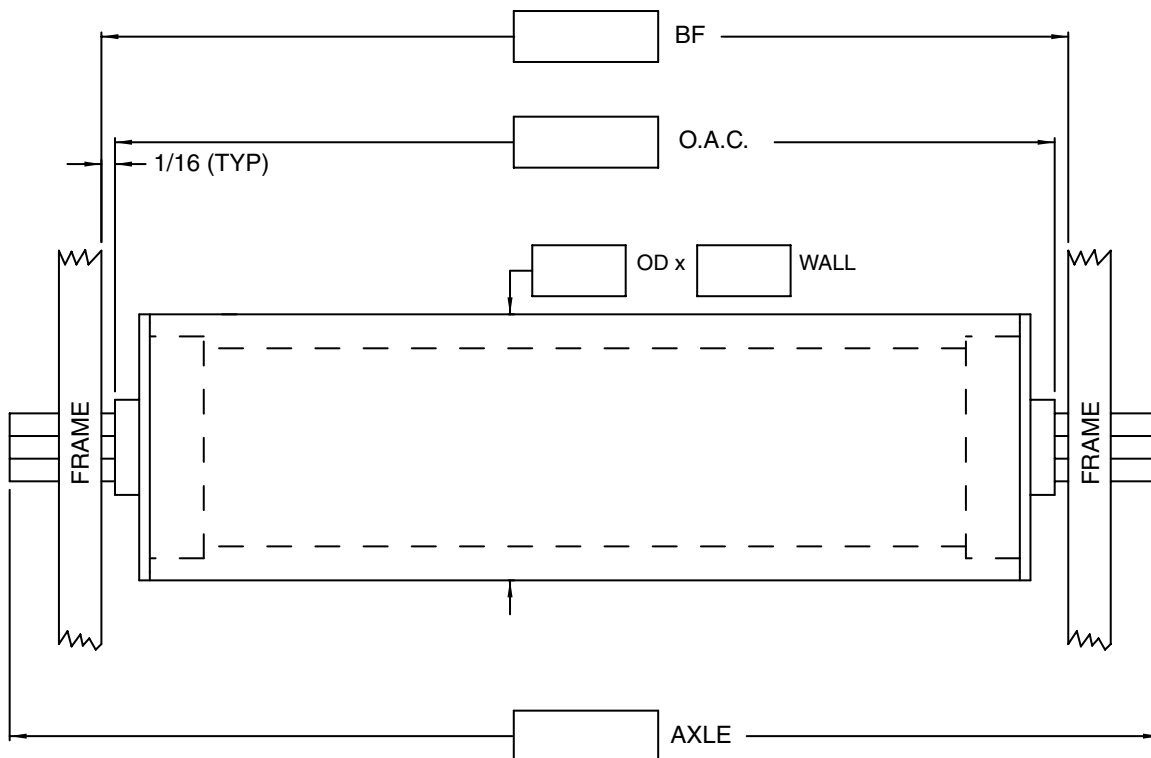 BF
O.A.C.
1/16 (TYP)
OD x WALL
FRAME
FRAME
AXLE